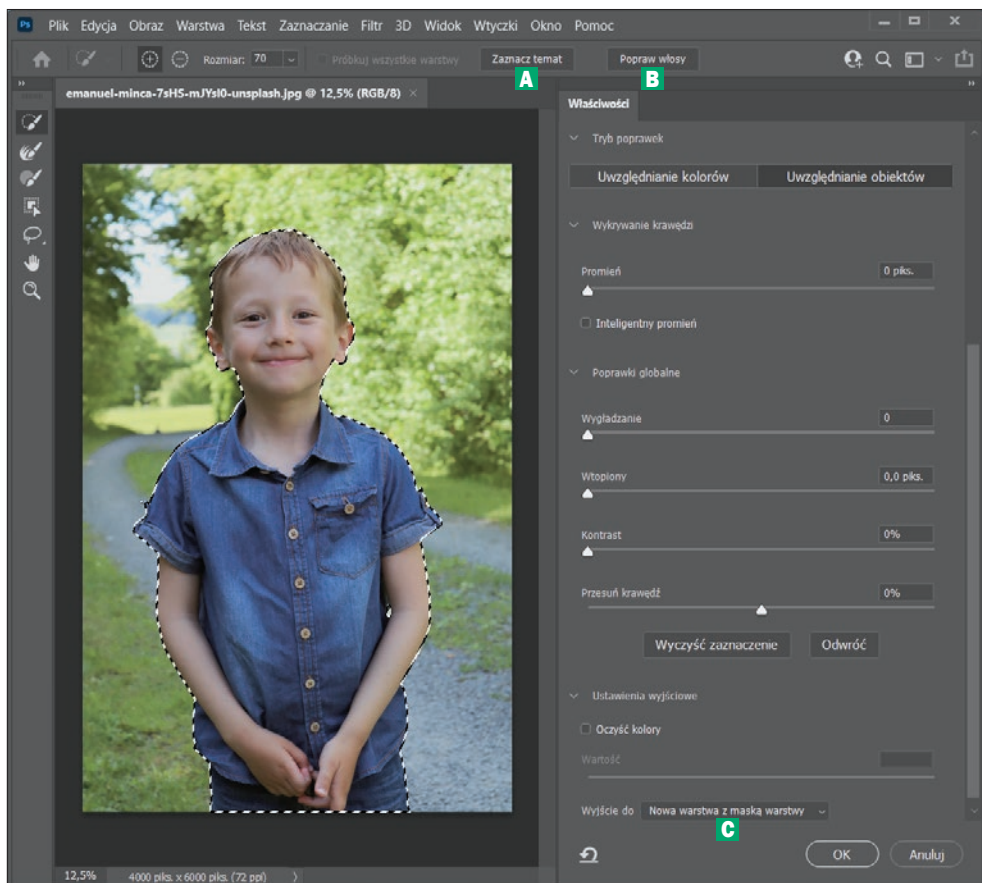 Ps Plik Edycja Obraz Warstwa Tekst Zaznaczanie Filtr 3D Widok Wtyczki Okno Pomoc
Rozmiar: 70 Próbkuj wszystkie warstwy Zaznacz temat Popraw włosy
A B
emanuel-minca-7sHS-mJYsI0-unsplash.jpg @ 12,5% (RGB/8) ×
Właściwości
Tryb poprawek
Uwzględnianie kolorów Uwzględnianie obiektów
Wykrywanie krawędzi
Promień 0 piks.
Inteligentny promień
Poprawki globalne
Wygładzanie 0
Wtopiony 0,0 piks.
Kontrast 0%
Przesuń krawędź 0%
Wyczyść zaznaczenie Odwróć
Ustawienia wyjściowe
Oczyść kolory
Wartość
Wyjście do Nowa warstwa z maską warstwy
C
OK Anuluj
12,5% 4000 piks. x 6000 piks. (72 ppi)